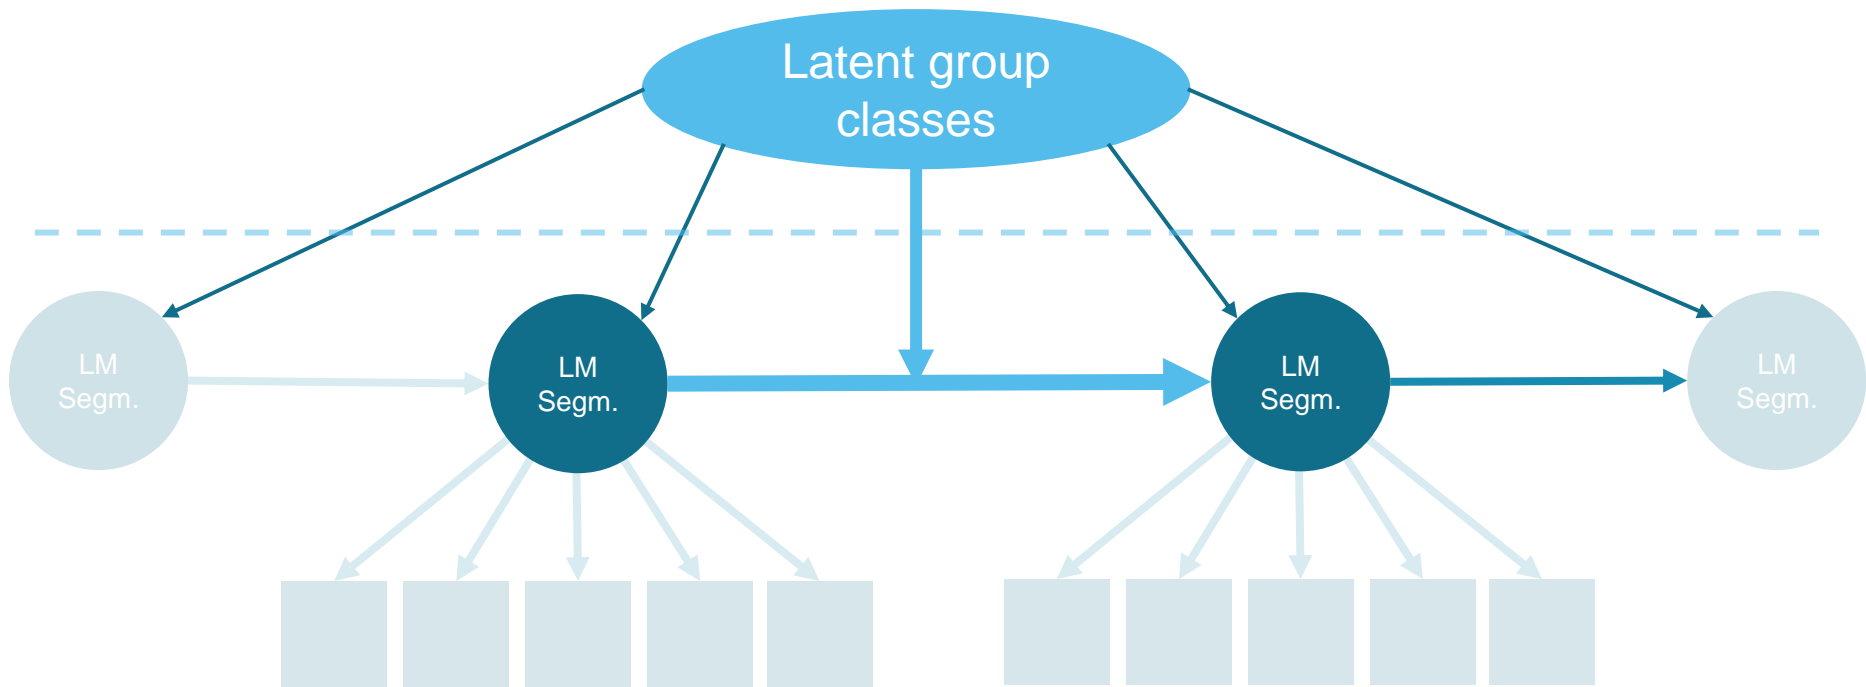 Latent group
classes
LM
Segm.
LM
Segm.
LM
Segm.
LM
Segm.